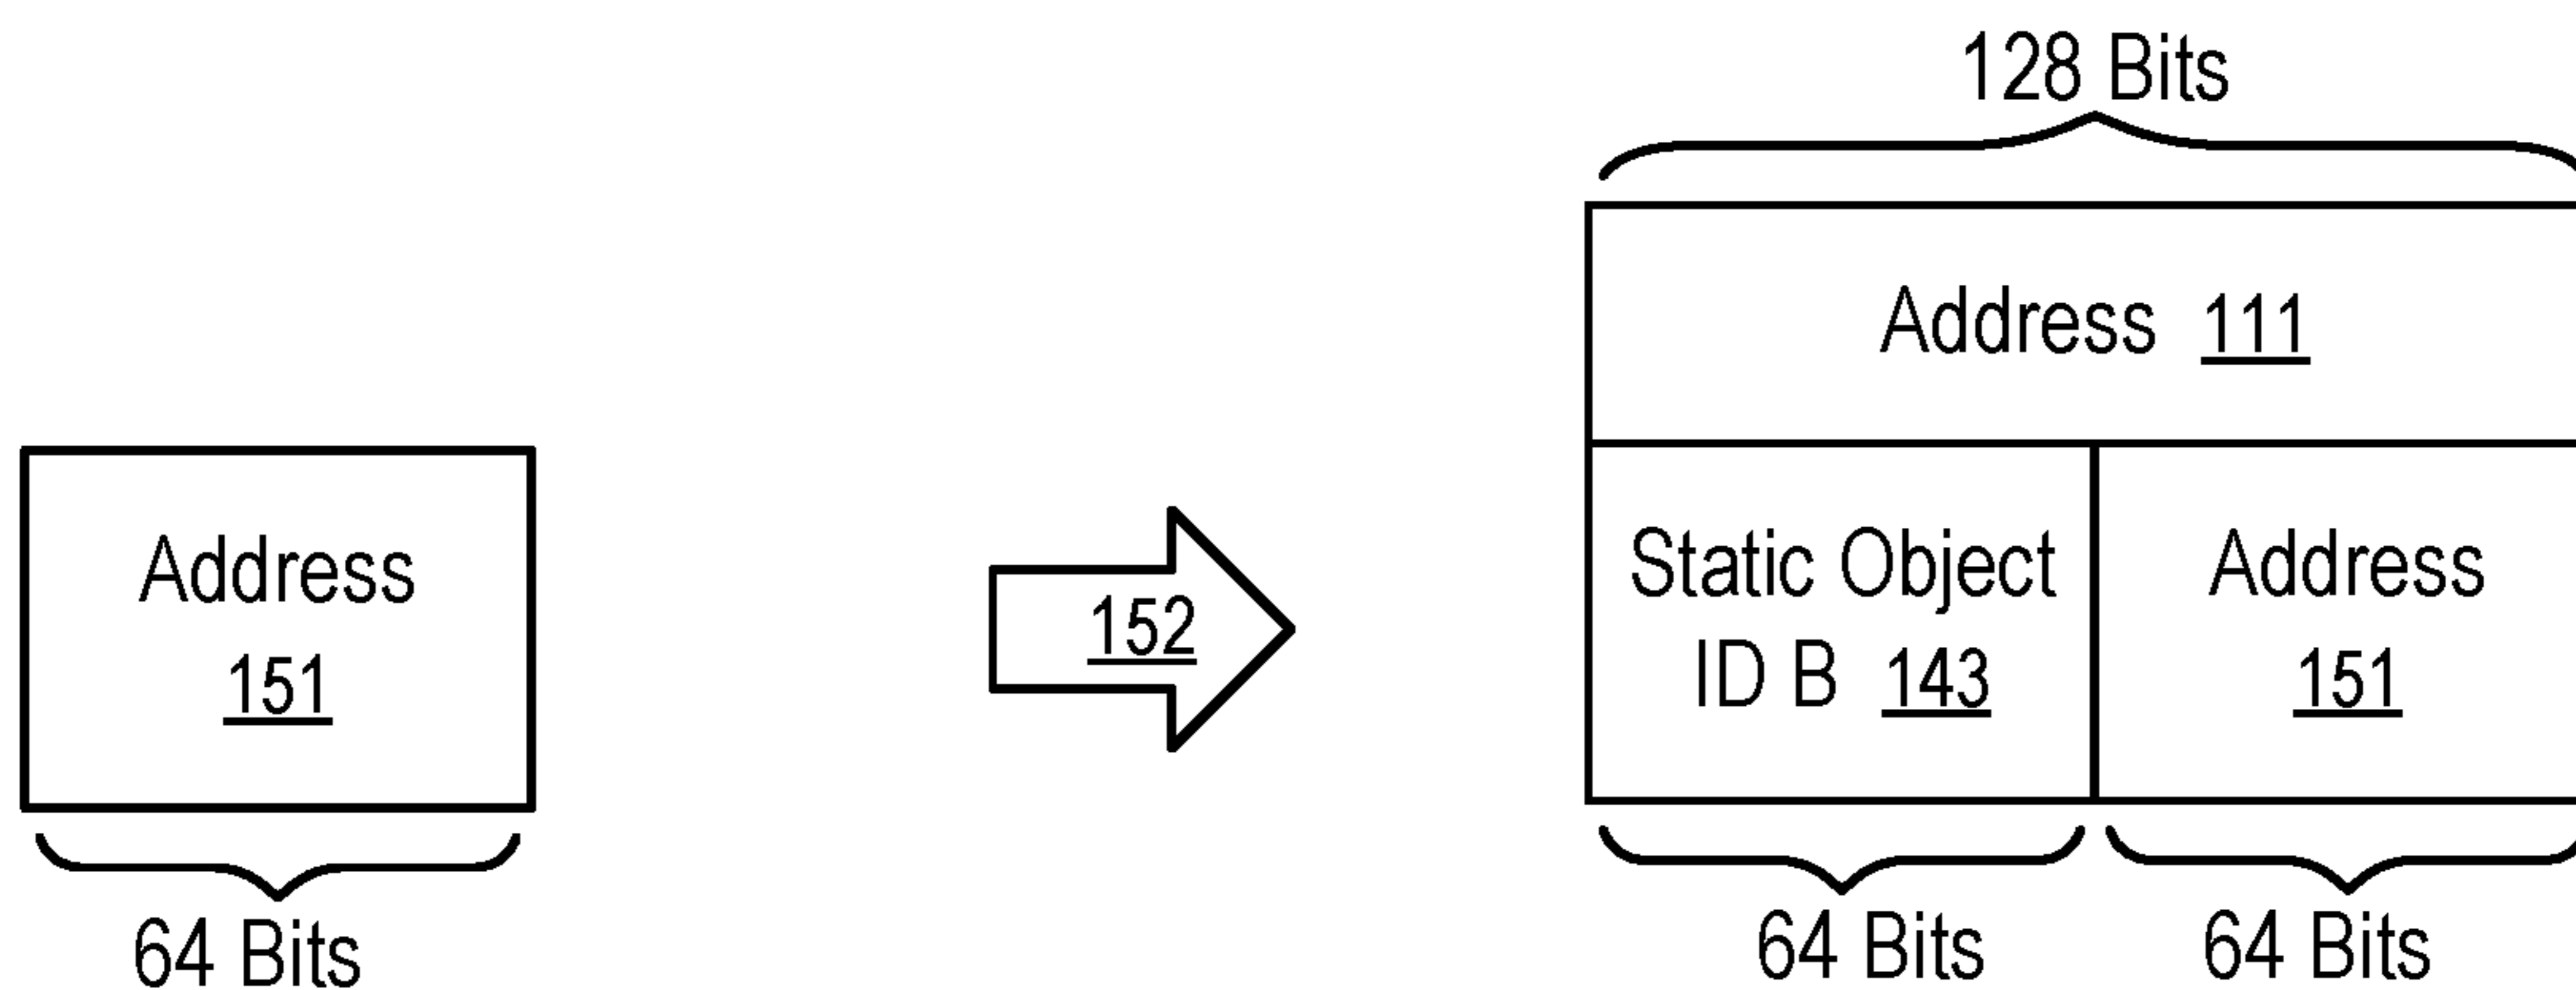 128 Bits
Address 111
Address
151
152
Static Object
ID B 143
Address
151
64 Bits
64 Bits
64 Bits